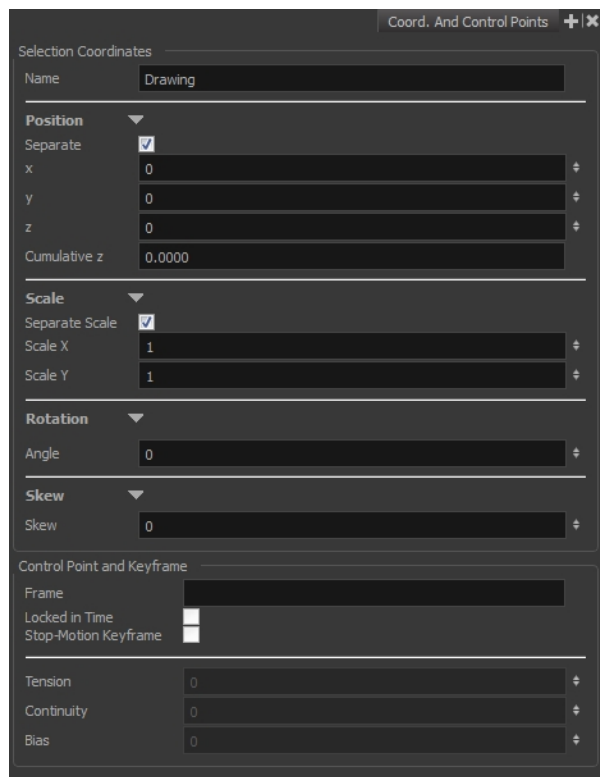 Coord. And Control Points
Selection Coordinates
Name Drawing
Position
Separate
x 0
y 0
z 0
Cumulative z 0.0000
Scale
Separate Scale
Scale X 1
Scale Y 1
Rotation
Angle 0
Skew
Skew 0
Control Point and Keyframe
Frame
Locked in Time
Stop-Motion Keyframe
Tension 0
Continuity 0
Bias 0